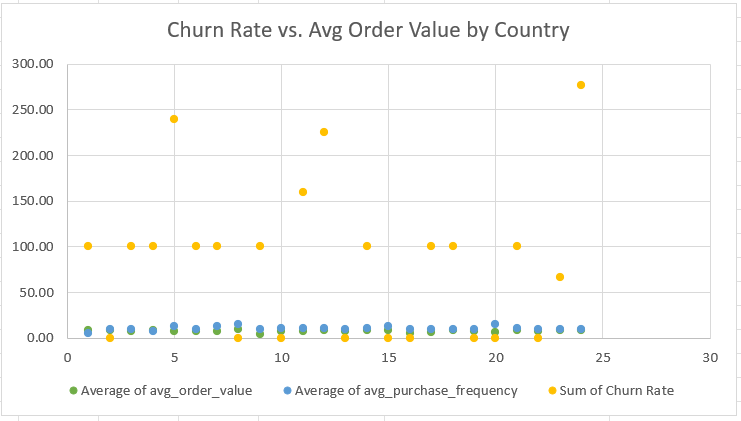 Churn Rate vs. Avg Order Value by Country
300.00
250.00
200.00
150.00
100.00
50.00
0.00
0 5 10 15 20 25 30
Average of avg_order_value Average of avg_purchase_frequency Sum of Churn Rate